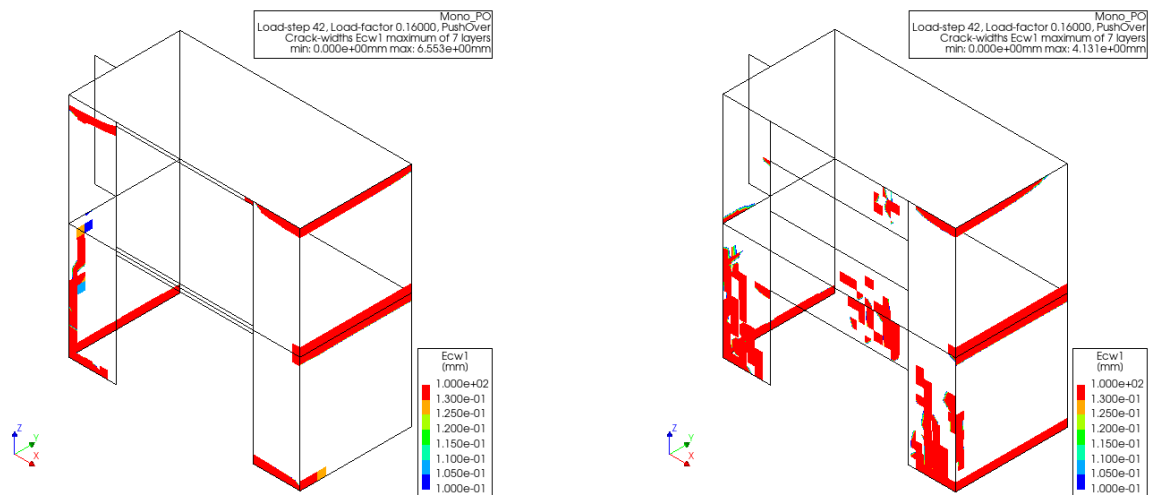 Mono_PO
Load-step 42, Load-factor 0.16000, PushOver
Crack-widths Ecw1 maximum of 7 layers
min: 0.000e+00mm max: 6.553e+00mm
Ecw1
(mm)
1.000e+02
1.300e-01
1.250e-01
1.200e-01
1.150e-01
1.100e-01
1.050e-01
1.000e-01
Z
Y
X
Mono_PO
Load-step 42, Load-factor 0.16000, PushOver
Crack-widths Ecw1 maximum of 7 layers
min: 0.000e+00mm max: 4.131e+00mm
Ecw1
(mm)
1.000e+02
1.300e-01
1.250e-01
1.200e-01
1.150e-01
1.100e-01
1.050e-01
1.000e-01
Z
Y
X